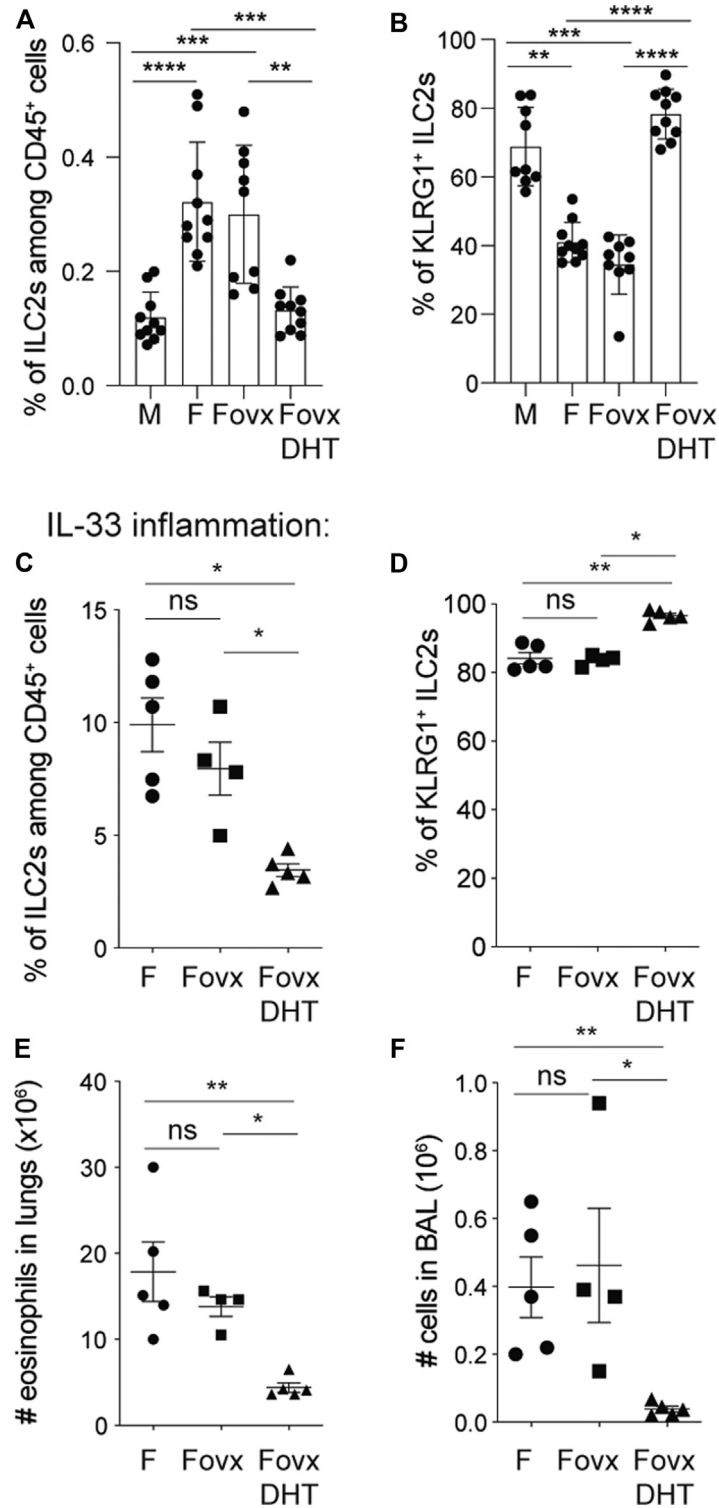 A
% of ILC2s among CD45⁺ cells
0.6
0.4
0.2
0.0
***
***
**** **
M F Fovx Fovx
DHT
B
% of KLRG1⁺ ILC2s
100
80
60
40
20
0
****
***
** ****
M F Fovx Fovx
DHT
IL-33 inflammation:
C
% of ILC2s among CD45⁺ cells
15
10
5
0
*
ns
*
F Fovx Fovx
DHT
D
% of KLRG1⁺ ILC2s
100
80
60
40
20
0
*
**
ns
F Fovx Fovx
DHT
E
# eosinophils in lungs (x10⁶)
40
30
20
10
0
**
ns *
F Fovx Fovx
DHT
F
# cells in BAL (10⁶)
1.0
0.8
0.6
0.4
0.2
0.0
**
ns *
F Fovx Fovx
DHT